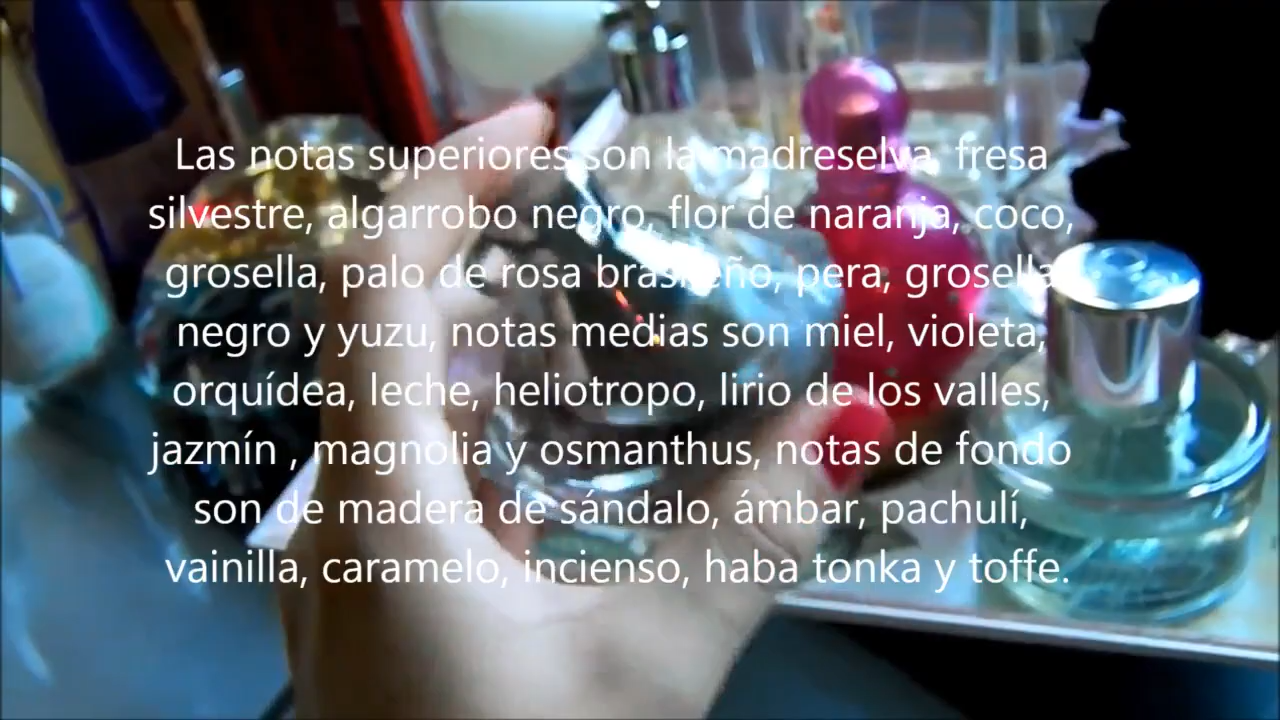 Las notas superiores son la madreselva, fresa
silvestre, algarrobo negro, flor de naranja, coco,
grosella, palo de rosa brasileño, pera, grosella
negro y yuzu, notas medias son miel, violeta,
orquídea, leche, heliotropo, lirio de los valles,
jazmín , magnolia y osmanthus, notas de fondo
son de madera de sándalo, ámbar, pachulí,
vainilla, caramelo, incienso, haba tonka y toffe.